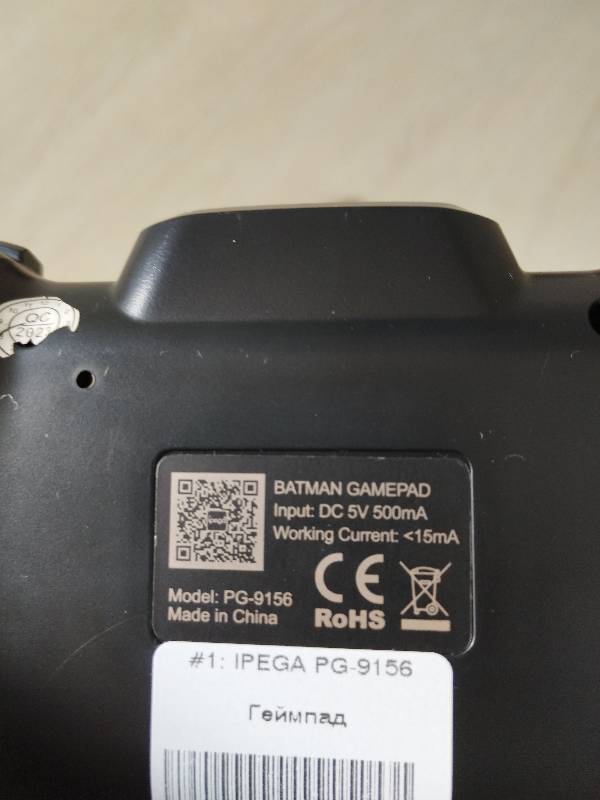 QC
BATMAN GAMEPAD
Input: DC 5V 500mA
Working Current: <15mA
Model: PG-9156
Made in China
CE
RoHS
#1: IPEGA PG-9156
Геймпад